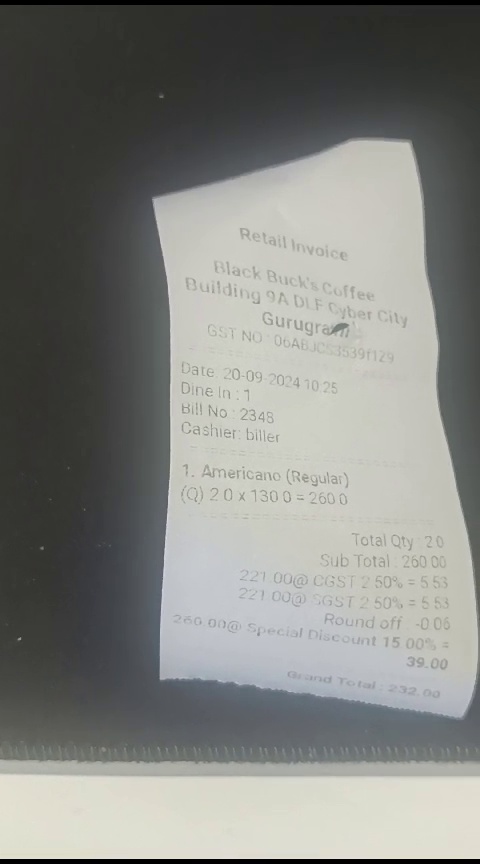 Retail Invoice
Black Buck's Coffee
Building 9A DLF Cyber City
GST NO :
Date: 20-09-2024 10:25
Dine In : 1
Bill No : 2348
Cashier: biller
1. Americano (Regular)
(Q) 2.0 x 130.0 = 260.0
Total Qty : 2.0
Sub Total : 260.00
221.00@ CGST 2.50% = 5.53
221.00@ SGST 2.50% = 5.53
Round off : -0.06
260.00@ Special Discount 15.00% =
39.00
Grand Total : 232.00